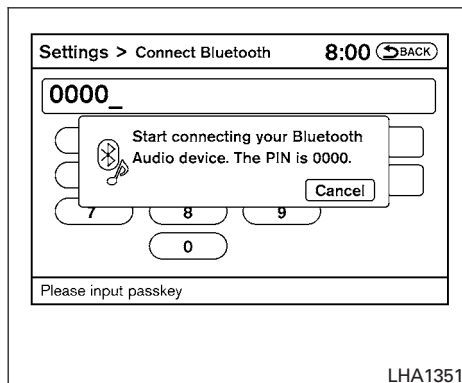 Settings > Connect Bluetooth 8:00 BACK
0000_
Start connecting your Bluetooth
Audio device. The PIN is 0000.
Cancel
7 8 9
0
Please input passkey
LHA1351